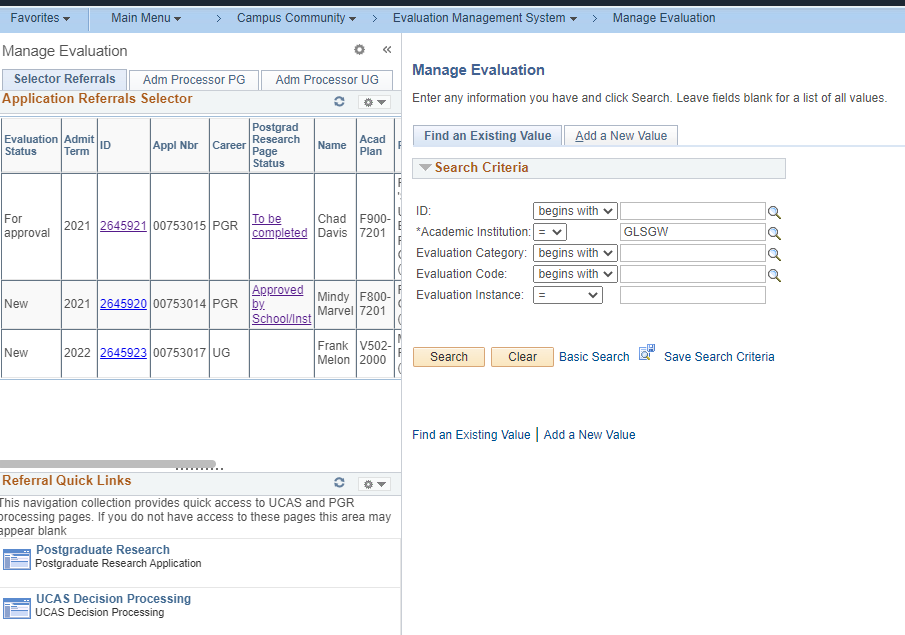 Favorites Main Menu > Campus Community > Evaluation Management System > Manage Evaluation
Manage Evaluation «
Selector Referrals Adm Processor PG Adm Processor UG
Application Referrals Selector
Evaluation Status Admit Term ID Appl Nbr Career Postgrad Research Page Status Name Acad Plan
For approval 2021 2645921 00753015 PGR To be completed Chad Davis F900-7201
New 2021 2645920 00753014 PGR Approved by School/Inst Mindy Marvel F800-7201
New 2022 2645923 00753017 UG Frank Melon V502-2000
Referral Quick Links
This navigation collection provides quick access to UCAS and PGR
processing pages. If you do not have access to these pages this area may
appear blank
Postgraduate Research
Postgraduate Research Application
UCAS Decision Processing
UCAS Decision Processing
Manage Evaluation
Enter any information you have and click Search. Leave fields blank for a list of all values.
Find an Existing Value Add a New Value
Search Criteria
ID: begins with
*Academic Institution: = GLSGW
Evaluation Category: begins with
Evaluation Code: begins with
Evaluation Instance: =
Search Clear Basic Search Save Search Criteria
Find an Existing Value | Add a New Value